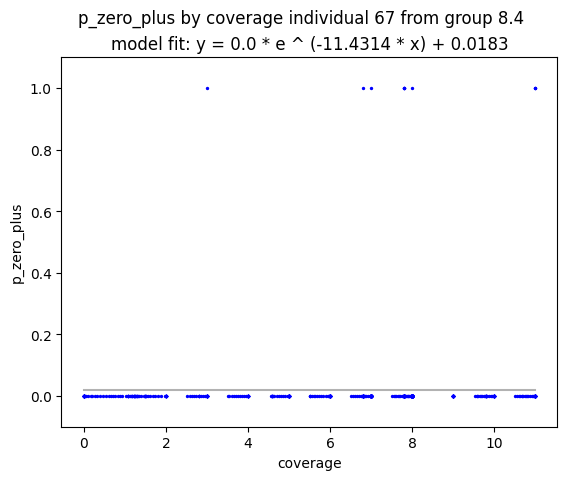 p_zero_plus by coverage individual 67 from group 8.4
model fit: y = 0.0 * e ^ (-11.4314 * x) + 0.0183
1.0
0.8
0.6
0.4
0.2
0.0
p_zero_plus
0 2 4 6 8 10
coverage